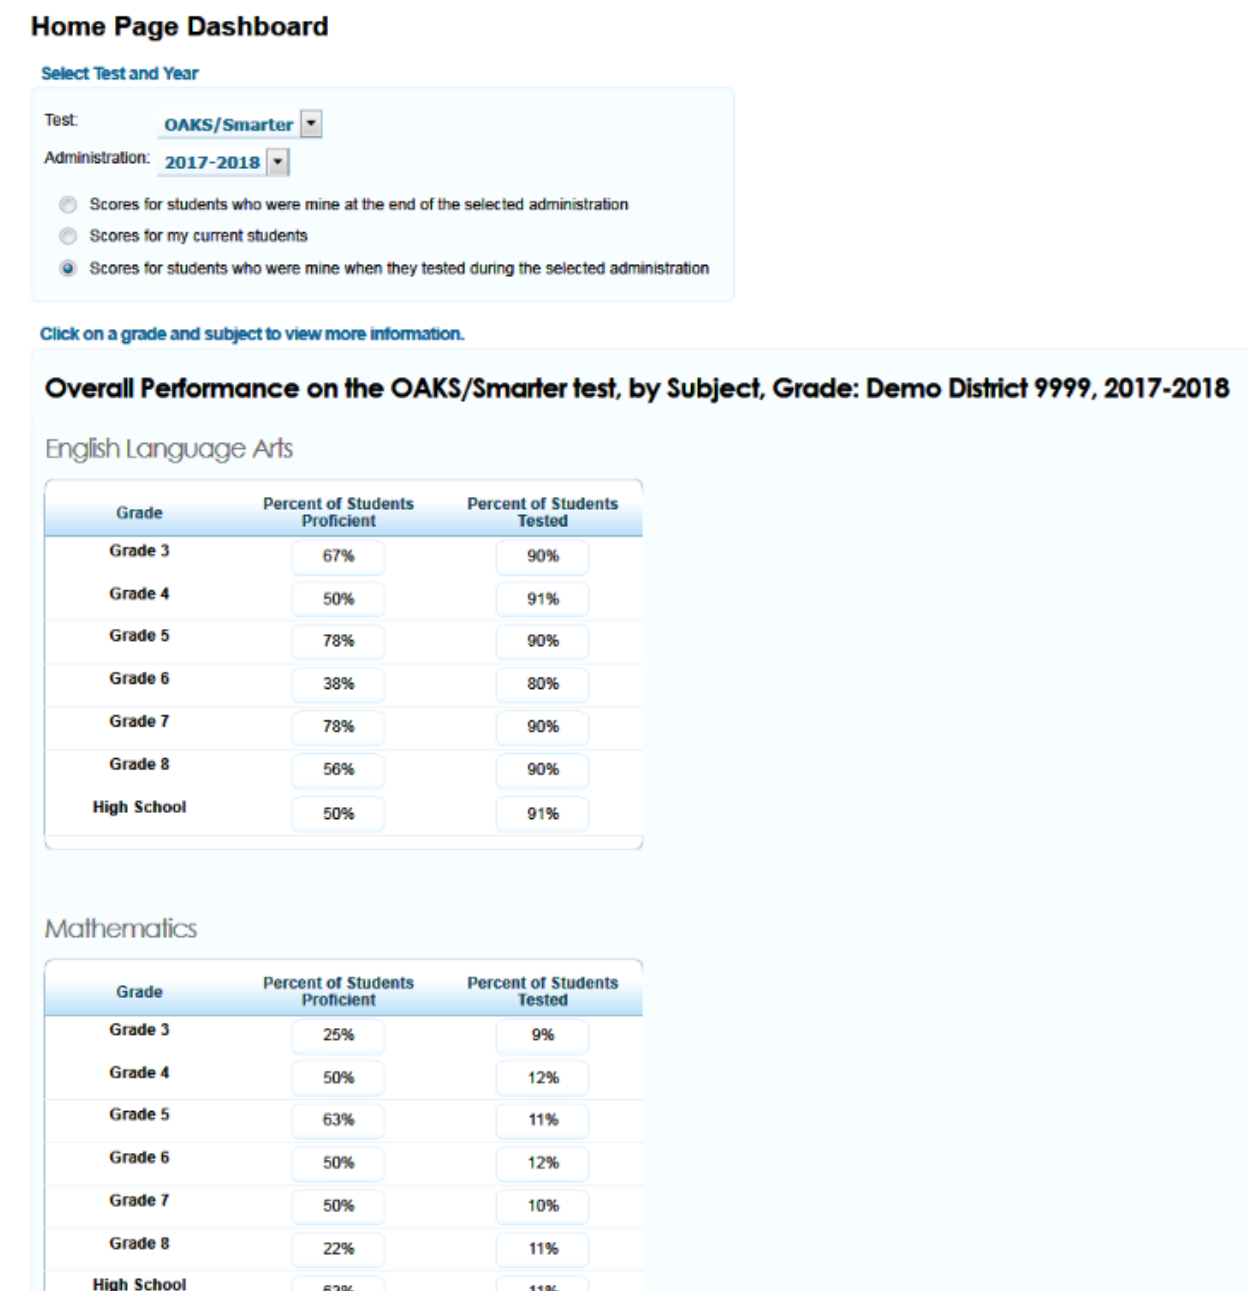 Home Page Dashboard
Select Test and Year
Test: OAKS/Smarter
Administration: 2017-2018
Scores for students who were mine at the end of the selected administration
Scores for my current students
Scores for students who were mine when they tested during the selected administration
Click on a grade and subject to view more information.
Overall Performance on the OAKS/Smarter test, by Subject, Grade: Demo District 9999, 2017-2018
English Language Arts
Grade Percent of Students Proficient Percent of Students Tested
Grade 3 67% 90%
Grade 4 50% 91%
Grade 5 78% 90%
Grade 6 38% 80%
Grade 7 78% 90%
Grade 8 56% 90%
High School 50% 91%
Mathematics
Grade Percent of Students Proficient Percent of Students Tested
Grade 3 25% 9%
Grade 4 50% 12%
Grade 5 63% 11%
Grade 6 50% 12%
Grade 7 50% 10%
Grade 8 22% 11%
High School